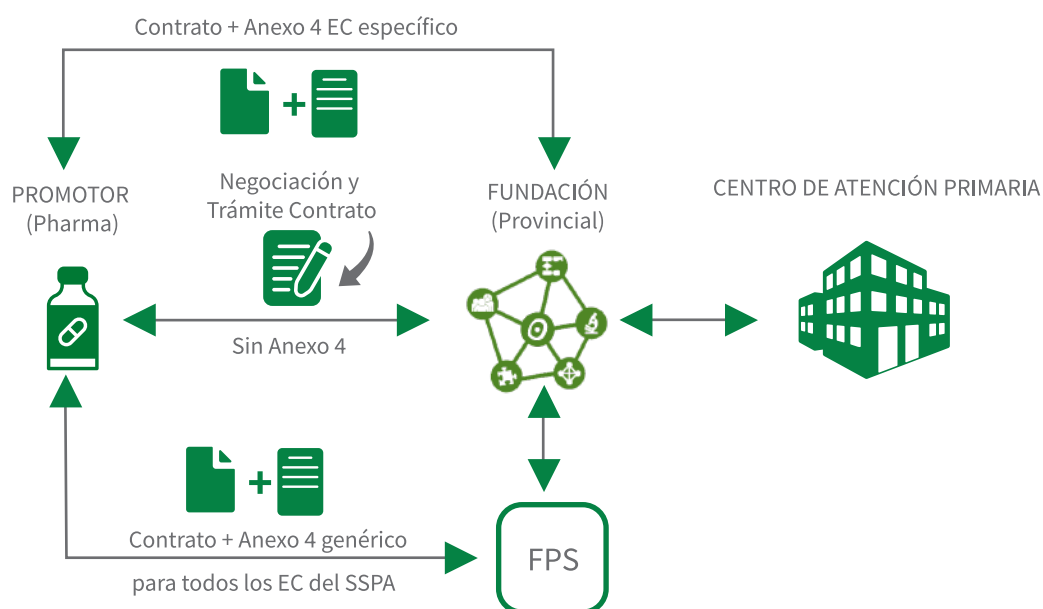 Contrato + Anexo 4 EC específico
PROMOTOR
(Pharma)
Negociación y
Trámite Contrato
FUNDACIÓN
(Provincial)
CENTRO DE ATENCIÓN PRIMARIA
Sin Anexo 4
Contrato + Anexo 4 genérico
para todos los EC del SSPA
FPS